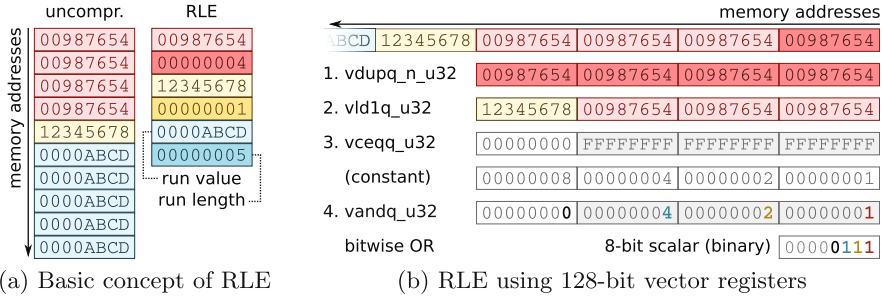 uncompr. RLE
memory addresses
00987654 00987654
00987654 00000004
00987654 12345678
00987654 00000001
12345678 0000ABCD
0000ABCD 00000005
0000ABCD run value
0000ABCD run length
0000ABCD
0000ABCD
(a) Basic concept of RLE
memory addresses
ABCD 12345678 00987654 00987654 00987654 00987654
1. vdupq_n_u32 00987654 00987654 00987654 00987654
2. vld1q_u32 12345678 00987654 00987654 00987654
3. vceqq_u32 00000000 FFFFFFFF FFFFFFFF FFFFFFFF
(constant) 00000008 00000004 00000002 00000001
4. vandq_u32 00000000 00000004 00000002 00000001
bitwise OR 8-bit scalar (binary) 00000111
(b) RLE using 128-bit vector registers